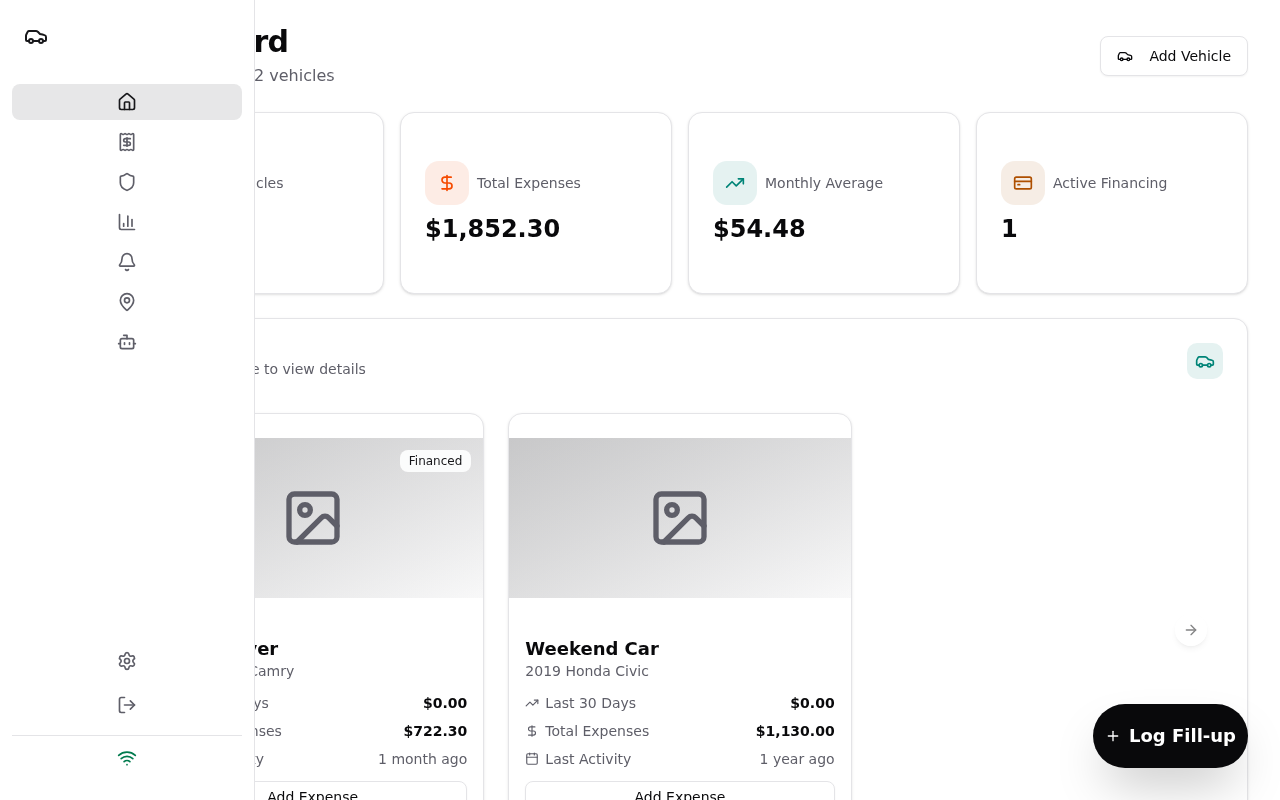 rd
2 vehicles
Add Vehicle
cles
Total Expenses
$1,852.30
Monthly Average
$54.48
Active Financing
1
e to view details
Financed
er
Camry
ys
$0.00
nses
$722.30
y
1 month ago
Add Expense
Weekend Car
2019 Honda Civic
Last 30 Days
$0.00
Total Expenses
$1,130.00
Last Activity
1 year ago
Add Expense
+ Log Fill-up